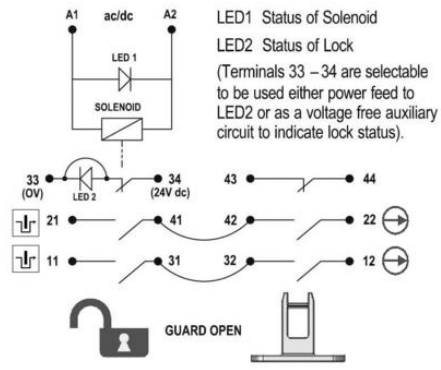 A1 ac/dc A2
LED 1
SOLENOID
LED1 Status of Solenoid
LED2 Status of Lock
(Terminals 33 – 34 are selectable
to be used either power feed to
LED2 or as a voltage free auxiliary
circuit to indicate lock status).
33 34 43 44
(OV) LED 2 (24V dc)
21 41 42 22
11 31 32 12
GUARD OPEN